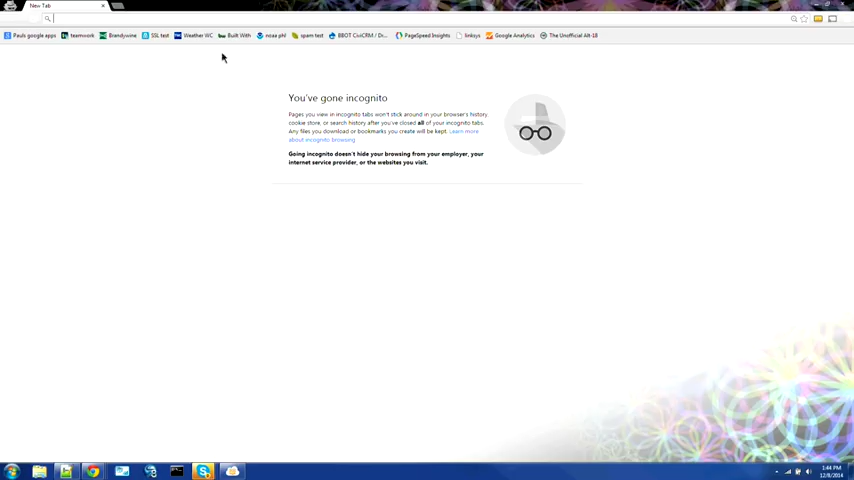 New Tab
Pauls google apps teamwork Brandywine SSL test Weather WC Built With noaa phl spam test BBOT CiviCRM / Dr... PageSpeed Insights linksys Google Analytics The Unofficial Alt-18
You've gone incognito
Pages you view in incognito tabs won't stick around in your browser's history,
cookie store, or search history after you've closed all of your incognito tabs.
Any files you download or bookmarks you create will be kept. Learn more
about incognito browsing
Going incognito doesn't hide your browsing from your employer, your
internet service provider, or the websites you visit.
1:44 PM
12/8/2014